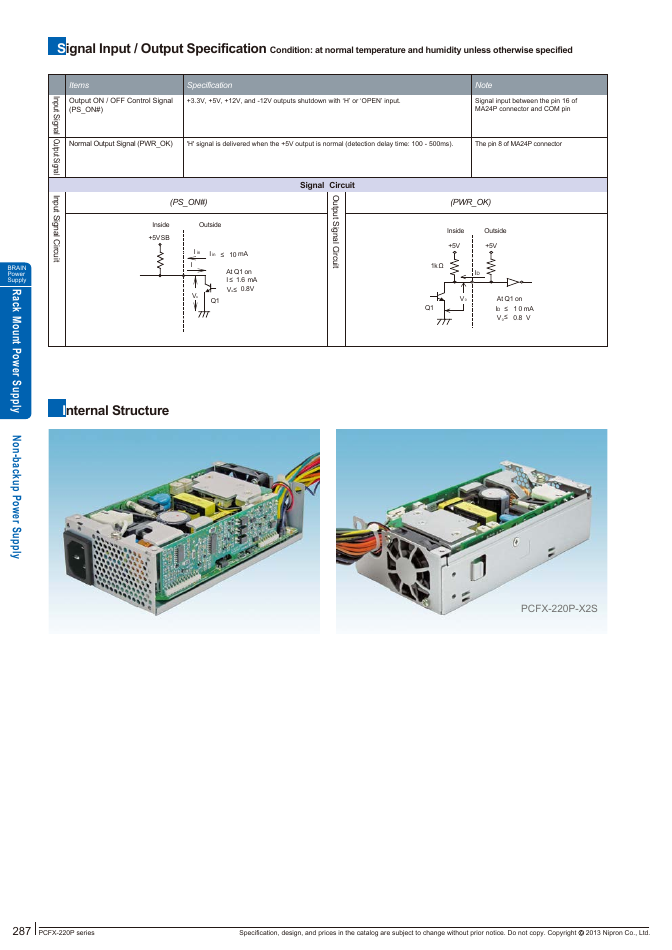 Signal Input / Output Specification Condition: at normal temperature and humidity unless otherwise specified
Items Specification Note
Input Signal
Output ON / OFF Control Signal
(PS_ON#)
+3.3V, +5V, +12V, and -12V outputs shutdown with 'H' or 'OPEN' input.
Signal input between the pin 16 of
MA24P connector and COM pin
Output Signal
Normal Output Signal (PWR_OK)
'H' signal is delivered when the +5V output is normal (detection delay time: 100 - 500ms).
The pin 8 of MA24P connector
Signal Circuit
Input Signal Circuit
(PS_ON#)
Inside Outside
+5VSB
≤ 10 mA
I
At Q1 on
I≤ 1.6 mA
≤ 0.8V
Q1
Output Signal Circuit
(PWR_OK)
Inside Outside
+5V +5V
1kΩ
Q1
At Q1 on
≤ 10 mA
≤ 0.8 V
BRAIN
Power
Supply
Rack Mount Power Supply
Non-backup Power Supply
Internal Structure
PCFX-220P-X2S
287 PCFX-220P series
Specification, design, and prices in the catalog are subject to change without prior notice. Do not copy. Copyright © 2013 Nipron Co., Ltd.